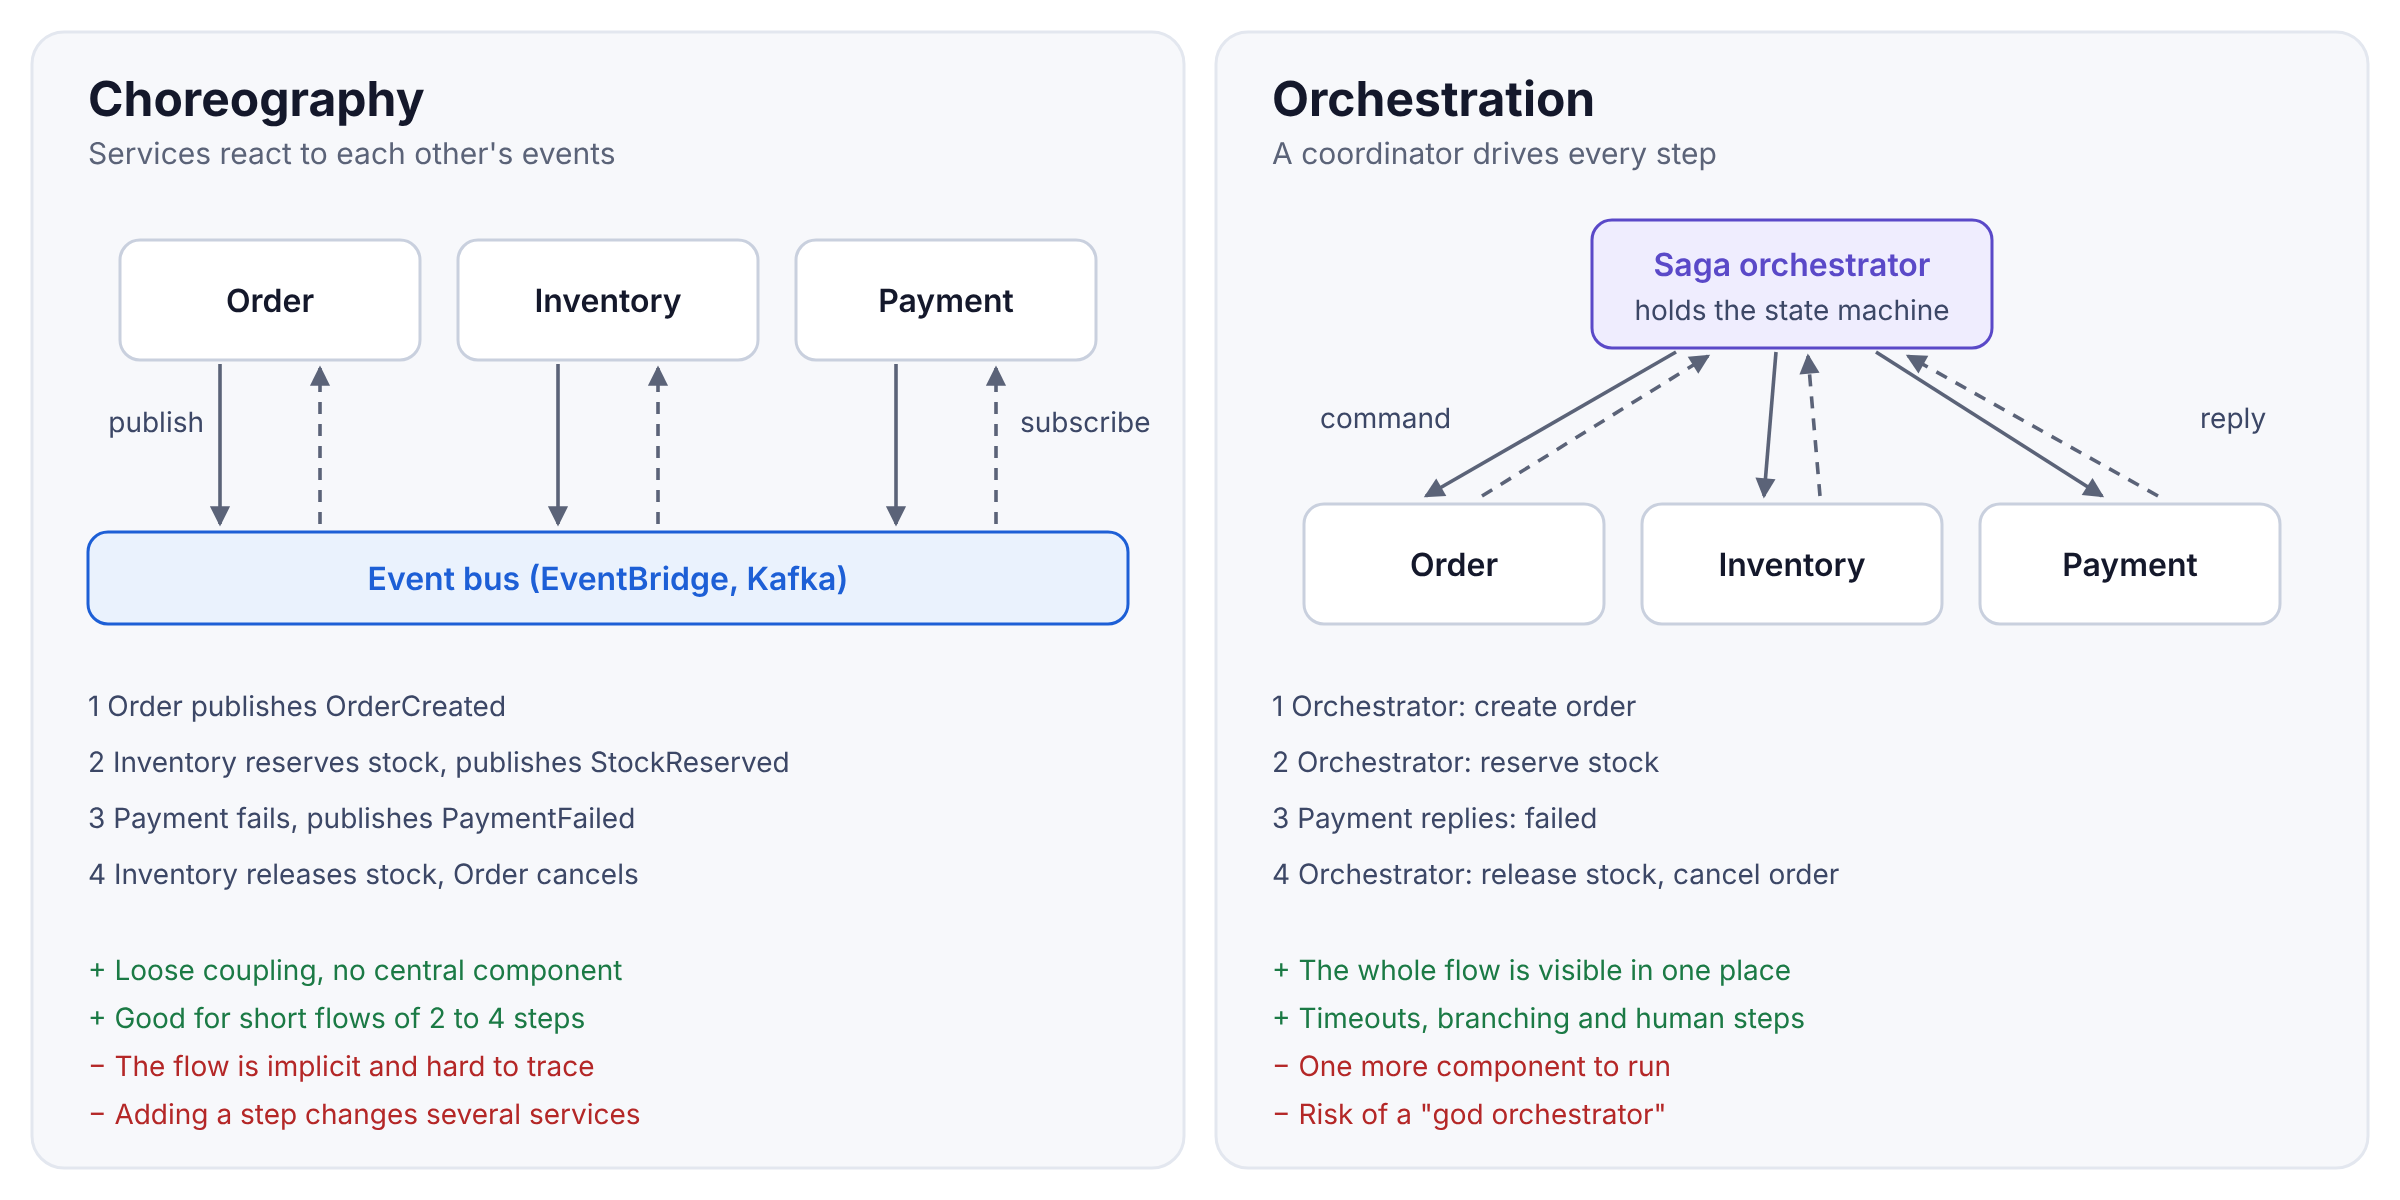 Choreography
Services react to each other's events
Order
Inventory
Payment
publish
subscribe
Event bus (EventBridge, Kafka)
1 Order publishes OrderCreated
2 Inventory reserves stock, publishes StockReserved
3 Payment fails, publishes PaymentFailed
4 Inventory releases stock, Order cancels
+ Loose coupling, no central component
+ Good for short flows of 2 to 4 steps
− The flow is implicit and hard to trace
− Adding a step changes several services
Orchestration
A coordinator drives every step
Saga orchestrator
holds the state machine
command
reply
Order
Inventory
Payment
1 Orchestrator: create order
2 Orchestrator: reserve stock
3 Payment replies: failed
4 Orchestrator: release stock, cancel order
+ The whole flow is visible in one place
+ Timeouts, branching and human steps
− One more component to run
− Risk of a "god orchestrator"